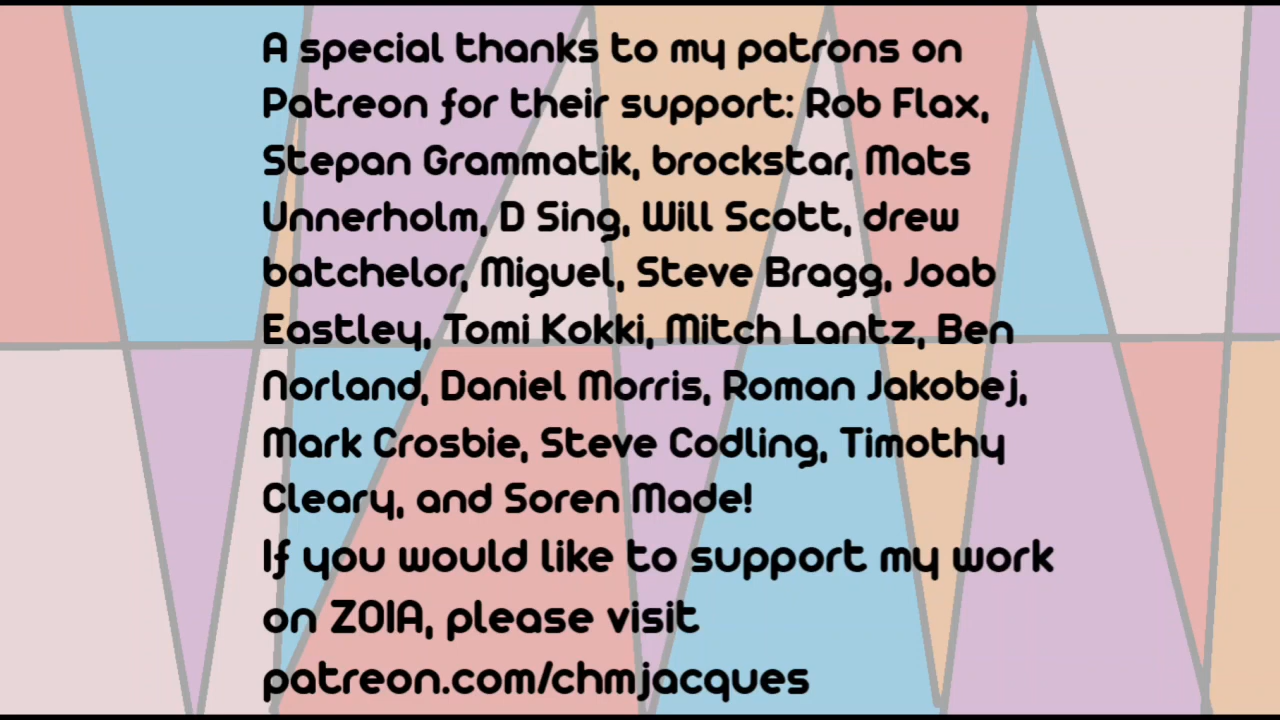 A special thanks to my patrons on
Patreon for their support: Rob Flax,
Stepan Grammatik, brockstar, Mats
Unnerholm, D Sing, Will Scott, drew
batchelor, Miguel, Steve Bragg, Joab
Eastley, Tomi Kokki, Mitch Lantz, Ben
Norland, Daniel Morris, Roman Jakobej,
Mark Crosbie, Steve Codling, Timothy
Cleary, and Soren Made!
If you would like to support my work
on ZOIA, please visit
patreon.com/chmjacques